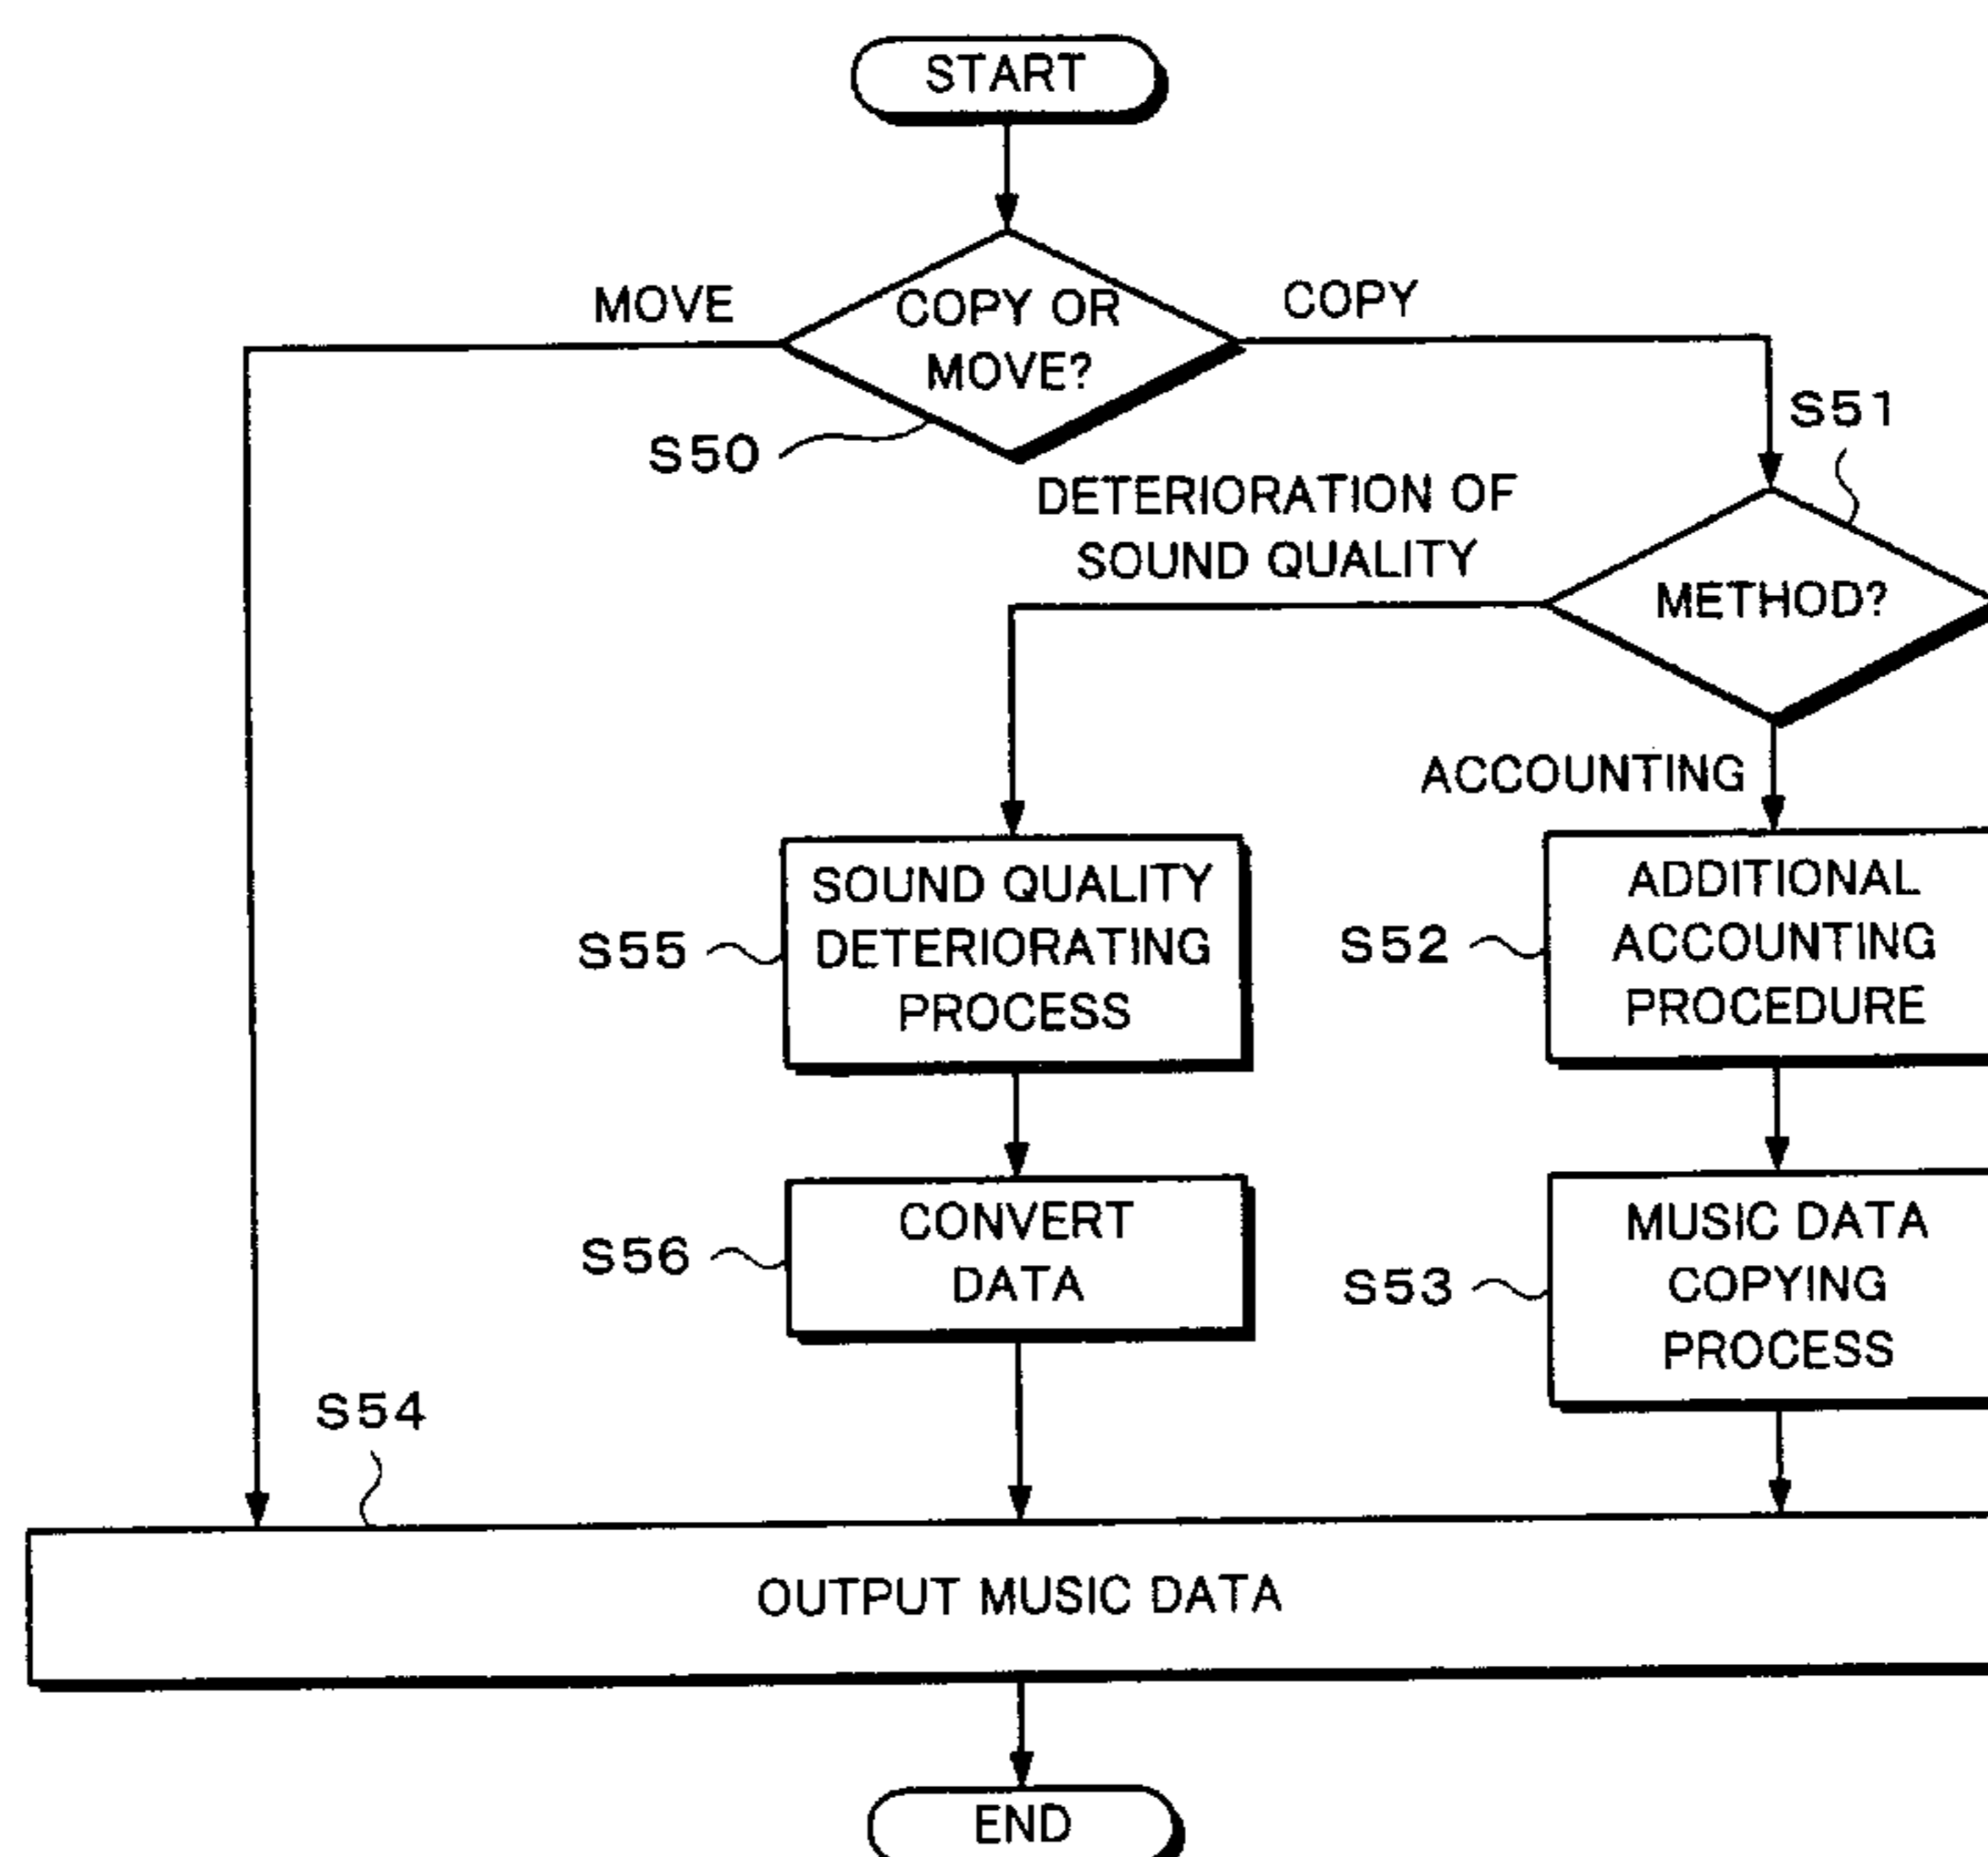 START
MOVE
COPY OR
MOVE?
COPY
S50
S51
DETERIORATION OF
SOUND QUALITY
METHOD?
ACCOUNTING
S55
SOUND QUALITY
DETERIORATING
PROCESS
S52
ADDITIONAL
ACCOUNTING
PROCEDURE
S56
CONVERT
DATA
S53
MUSIC DATA
COPYING
PROCESS
S54
OUTPUT MUSIC DATA
END